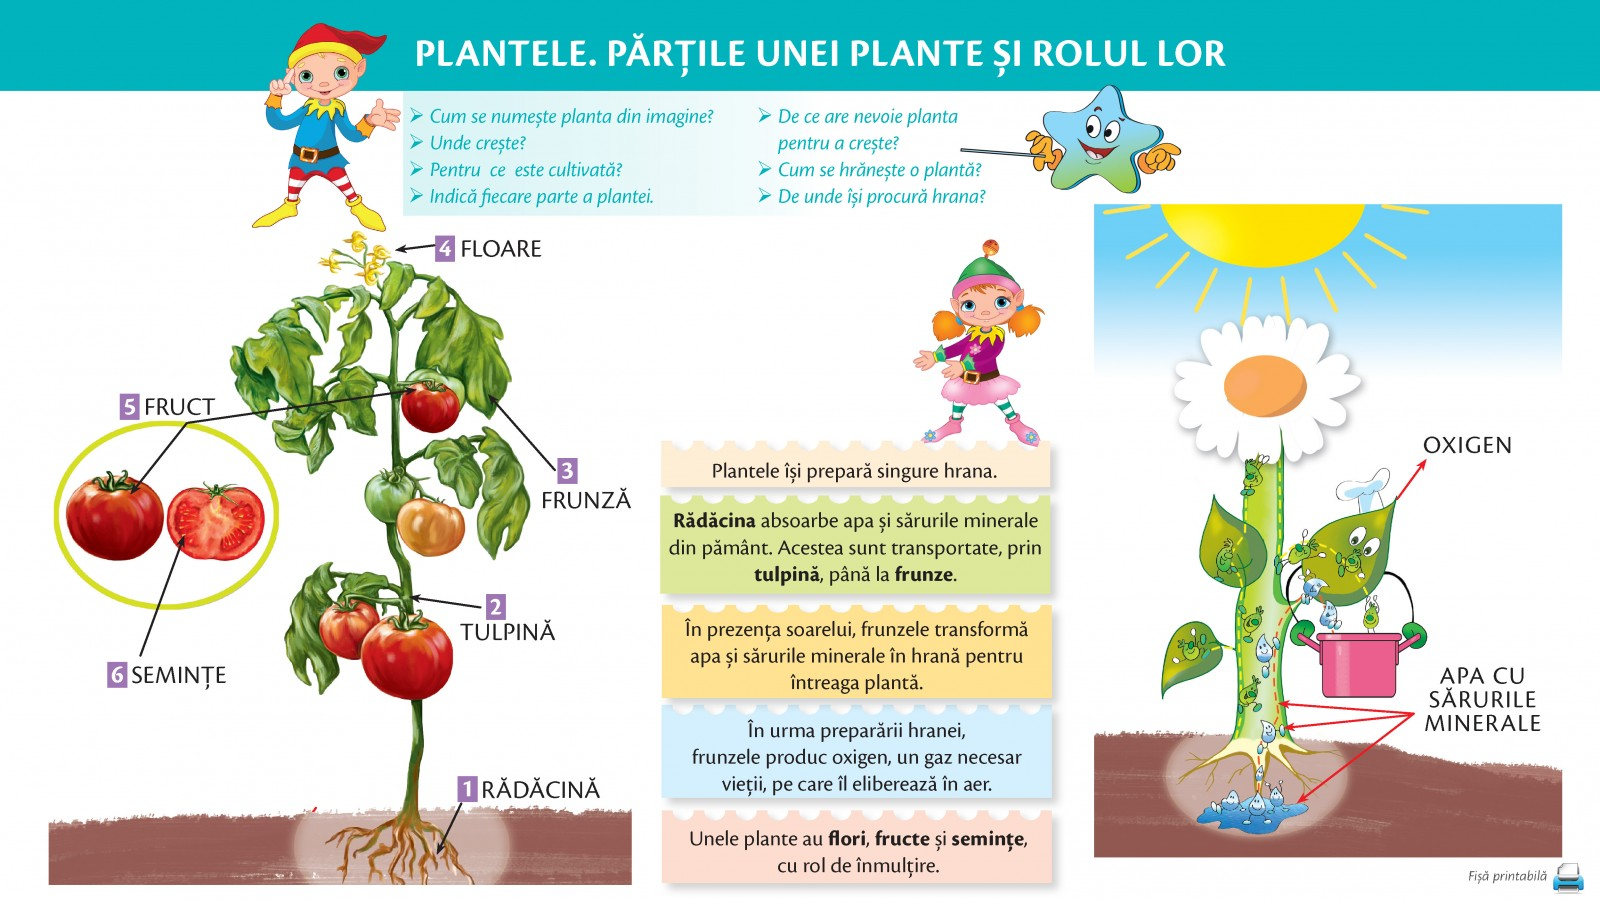 PLANTELE. PĂRȚILE UNEI PLANTE ȘI ROLUL LOR
Cum se numește planta din imagine?
Unde crește?
Pentru ce este cultivată?
Indică fiecare parte a plantei.
De ce are nevoie planta
pentru a crește?
Cum se hrănește o plantă?
De unde își procură hrana?
4 FLOARE
5 FRUCT
3
FRUNZĂ
2
TULPINĂ
6 SEMINȚE
1 RĂDĂCINĂ
Plantele își prepară singure hrana.
Rădăcina absoarbe apa și sărurile minerale
din pământ. Acestea sunt transportate, prin
tulpină, până la frunze.
În prezența soarelui, frunzele transformă
apa și sărurile minerale în hrană pentru
întreaga plantă.
În urma preparării hranei,
frunzele produc oxigen, un gaz necesar
vieții, pe care îl eliberează în aer.
Unele plante au flori, fructe și semințe,
cu rol de înmulțire.
OXIGEN
APA CU
SĂRURILE
MINERALE
Fișă printabilă